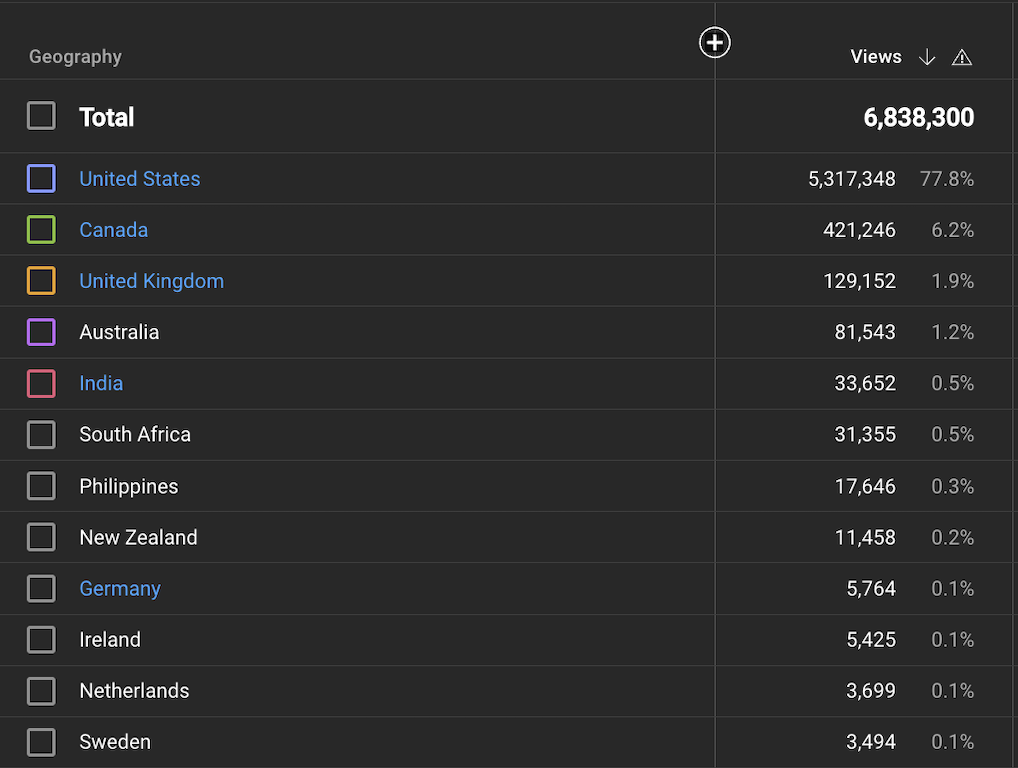 Geography Views
Total 6,838,300
United States 5,317,348 77.8%
Canada 421,246 6.2%
United Kingdom 129,152 1.9%
Australia 81,543 1.2%
India 33,652 0.5%
South Africa 31,355 0.5%
Philippines 17,646 0.3%
New Zealand 11,458 0.2%
Germany 5,764 0.1%
Ireland 5,425 0.1%
Netherlands 3,699 0.1%
Sweden 3,494 0.1%